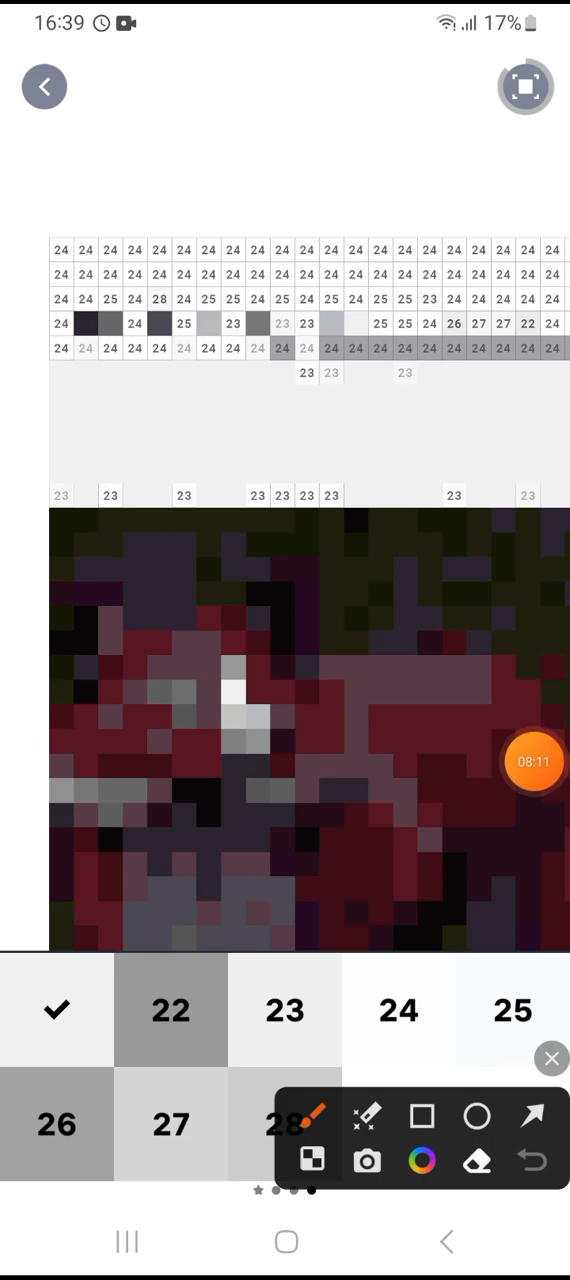 16:39 17%
24 24 24 24 24 24 24 24 24 24 24 24 24 24 24 24 24 24 24 24 24
24 24 24 24 24 24 24 24 24 24 24 24 24 24 24 24 24 24 24 24 24
24 24 25 24 28 24 25 25 24 25 24 25 24 25 25 23 24 24 24 24 24
24 24 25 23 23 23 25 25 24 26 27 27 22 24
24 24 24 24 24 24 24 24 24 24 24 24 24 24 24 24 24 24 24 24 24
23 23 23
23 23 23 23 23 23 23 23 23
08:11
22 23 24 25
26 27 28